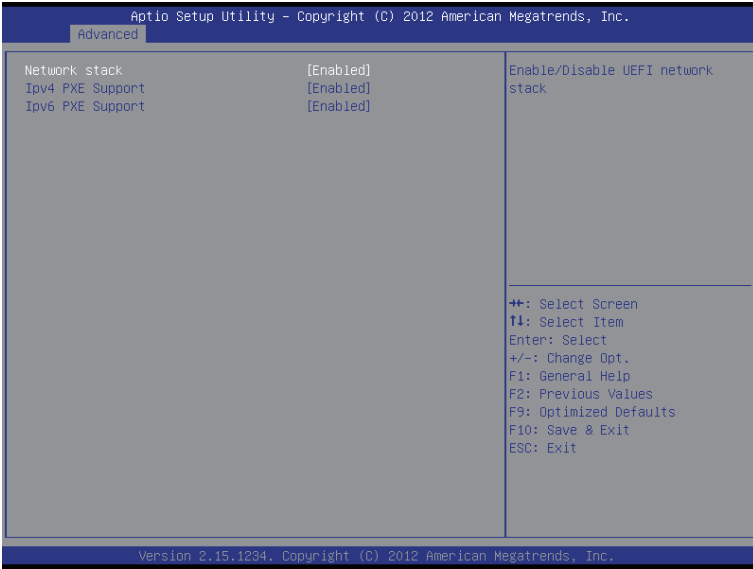 Aptio Setup Utility – Copyright (C) 2012 American Megatrends, Inc.
Advanced
Network stack [Enabled]
Ipv4 PXE Support [Enabled]
Ipv6 PXE Support [Enabled]
Enable/Disable UEFI network
stack
→←: Select Screen
↑↓: Select Item
Enter: Select
+/-: Change Opt.
F1: General Help
F2: Previous Values
F9: Optimized Defaults
F10: Save & Exit
ESC: Exit
Version 2.15.1234. Copyright (C) 2012 American Megatrends, Inc.